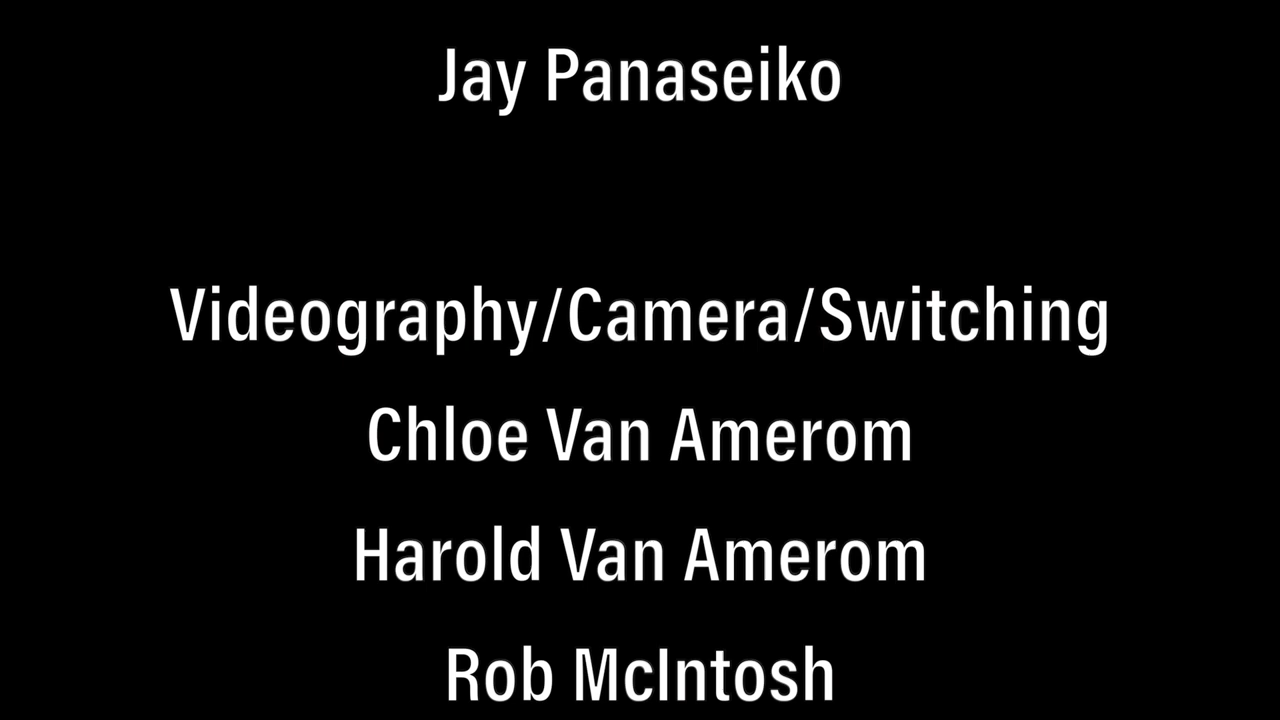 Jay Panaseiko
Videography/Camera/Switching
Chloe Van Amerom
Harold Van Amerom
Rob McIntosh